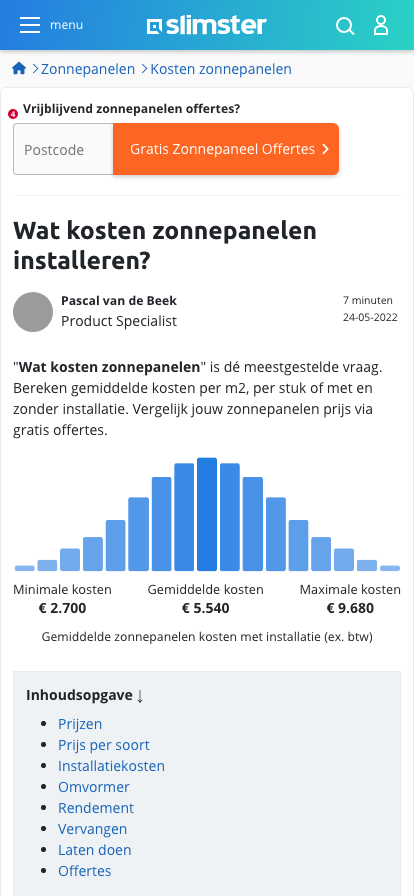 menu
slimster
Zonnepanelen
Kosten zonnepanelen
Vrijblijvend zonnepanelen offertes?
4
Postcode
Gratis Zonnepaneel Offertes
Wat kosten zonnepanelen
installeren?
Pascal van de Beek
Product Specialist
7 minuten
24-05-2022
"Wat kosten zonnepanelen" is dé meestgestelde vraag.
Bereken gemiddelde kosten per m2, per stuk of met en
zonder installatie. Vergelijk jouw zonnepanelen prijs via
gratis offertes.
Minimale kosten
€ 2.700
Gemiddelde kosten
€ 5.540
Maximale kosten
€ 9.680
Gemiddelde zonnepanelen kosten met installatie (ex. btw)
Inhoudsopgave ↓
Prijzen
Prijs per soort
Installatiekosten
Omvormer
Rendement
Vervangen
Laten doen
Offertes